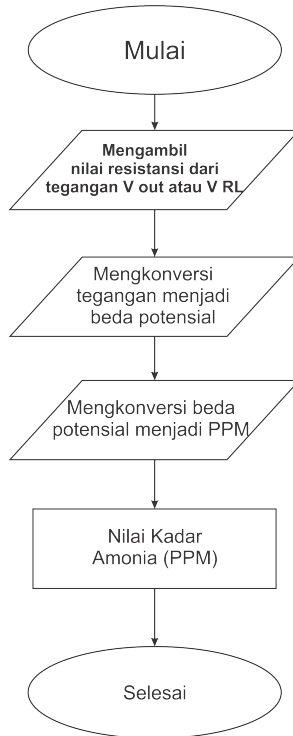 Mulai
Mengambil
nilai resistansi dari
tegangan V out atau V RL
Mengkonversi
tegangan menjadi
beda potensial
Mengkonversi beda
potensial menjadi PPM
Nilai Kadar
Amonia (PPM)
Selesai